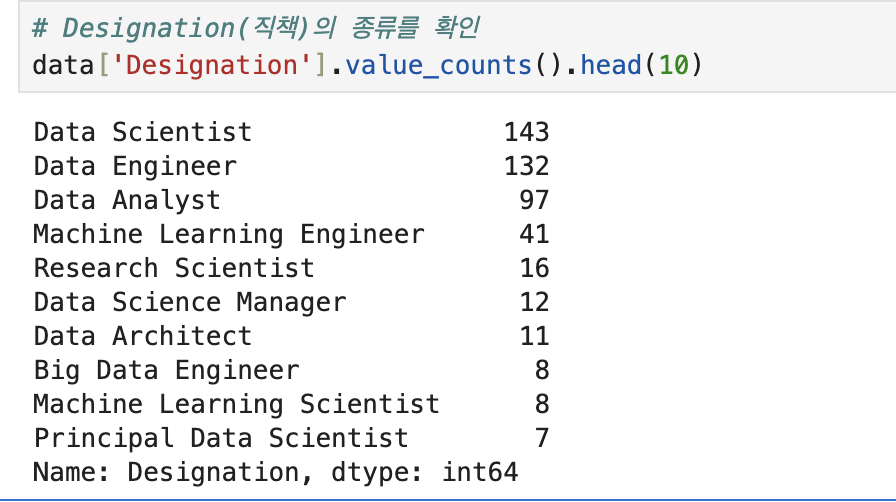 # Designation(직책)의 종류를 확인
data['Designation'].value_counts().head(10)
Data Scientist 143
Data Engineer 132
Data Analyst 97
Machine Learning Engineer 41
Research Scientist 16
Data Science Manager 12
Data Architect 11
Big Data Engineer 8
Machine Learning Scientist 8
Principal Data Scientist 7
Name: Designation, dtype: int64